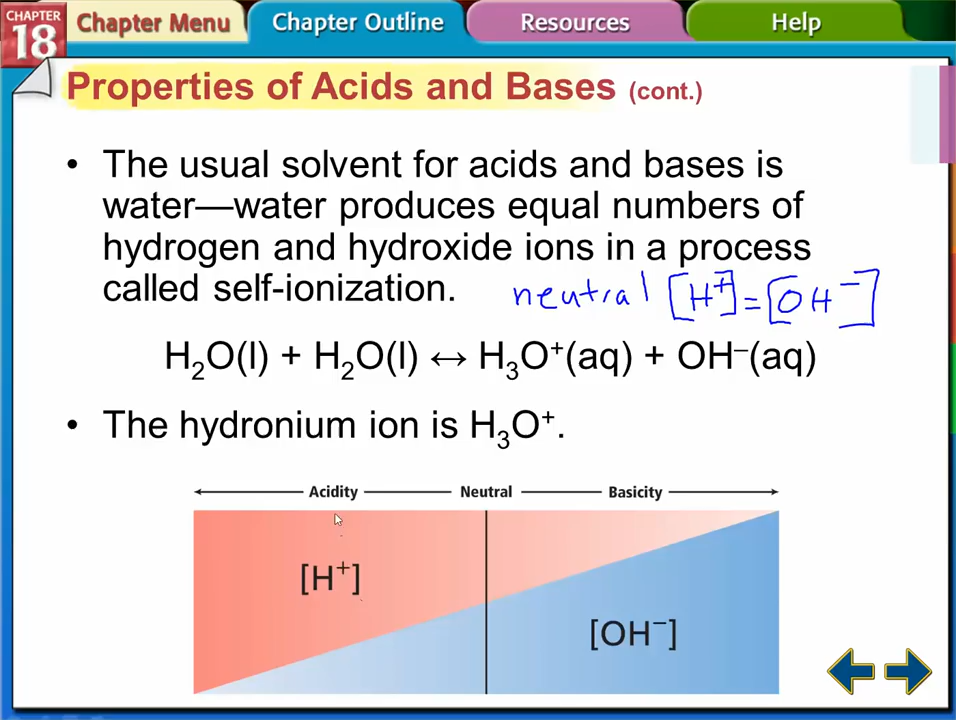 CHAPTER
18
Chapter Menu
Chapter Outline
Resources
Help
Properties of Acids and Bases (cont.)
• The usual solvent for acids and bases is
water—water produces equal numbers of
hydrogen and hydroxide ions in a process
called self-ionization. neutral [H⁺]=[OH⁻]
H₂O(l) + H₂O(l) ↔ H₃O⁺(aq) + OH⁻(aq)
• The hydronium ion is H₃O⁺.
Acidity Neutral Basicity
[H⁺]
[OH⁻]